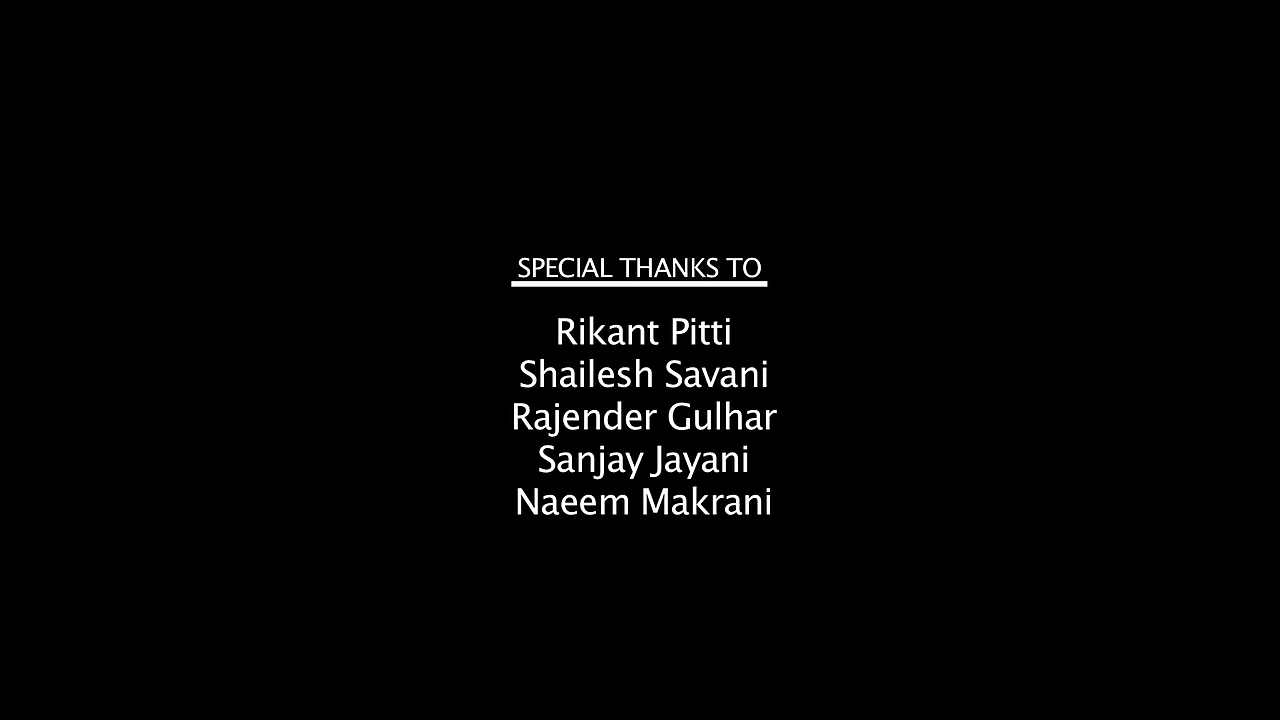 SPECIAL THANKS TO
Rikant Pitti
Shailesh Savani
Rajender Gulhar
Sanjay Jayani
Naeem Makrani